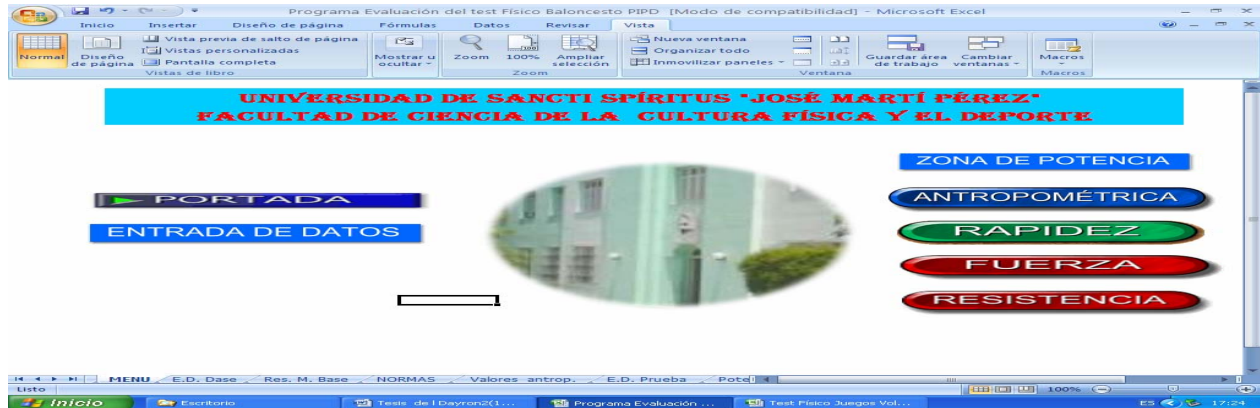 Programa Evaluación del test Físico Baloncesto PIPD [Modo de compatibilidad] - Microsoft Excel
Inicio Insertar Diseño de página Fórmulas Datos Revisar Vista
Normal
Diseño de página
Vista previa de salto de página
Vistas personalizadas
Pantalla completa
Vistas de libro
Mostrar u ocultar
Zoom
100%
Ampliar selección
Zoom
Nueva ventana
Organizar todo
Inmovilizar paneles
Guardar área de trabajo
Cambiar ventanas
Ventana
Macros
Macros
UNIVERSIDAD DE SANCTI SPÍRITUS "JOSÉ MARTÍ PÉREZ"
FACULTAD DE CIENCIA DE LA CULTURA FÍSICA Y EL DEPORTE
PORTADA
ENTRADA DE DATOS
ZONA DE POTENCIA
ANTROPOMÉTRICA
RAPIDEZ
FUERZA
RESISTENCIA
MENU E.D. Dase Res. M. Base NORMAS Valores antrop. E.D. Prueba Pote
Listo 100%
Inicio Escritorio Tesis de l Dayron2(1... Programa Evaluación ... Test Físico Juegos Vol... ES 17:24